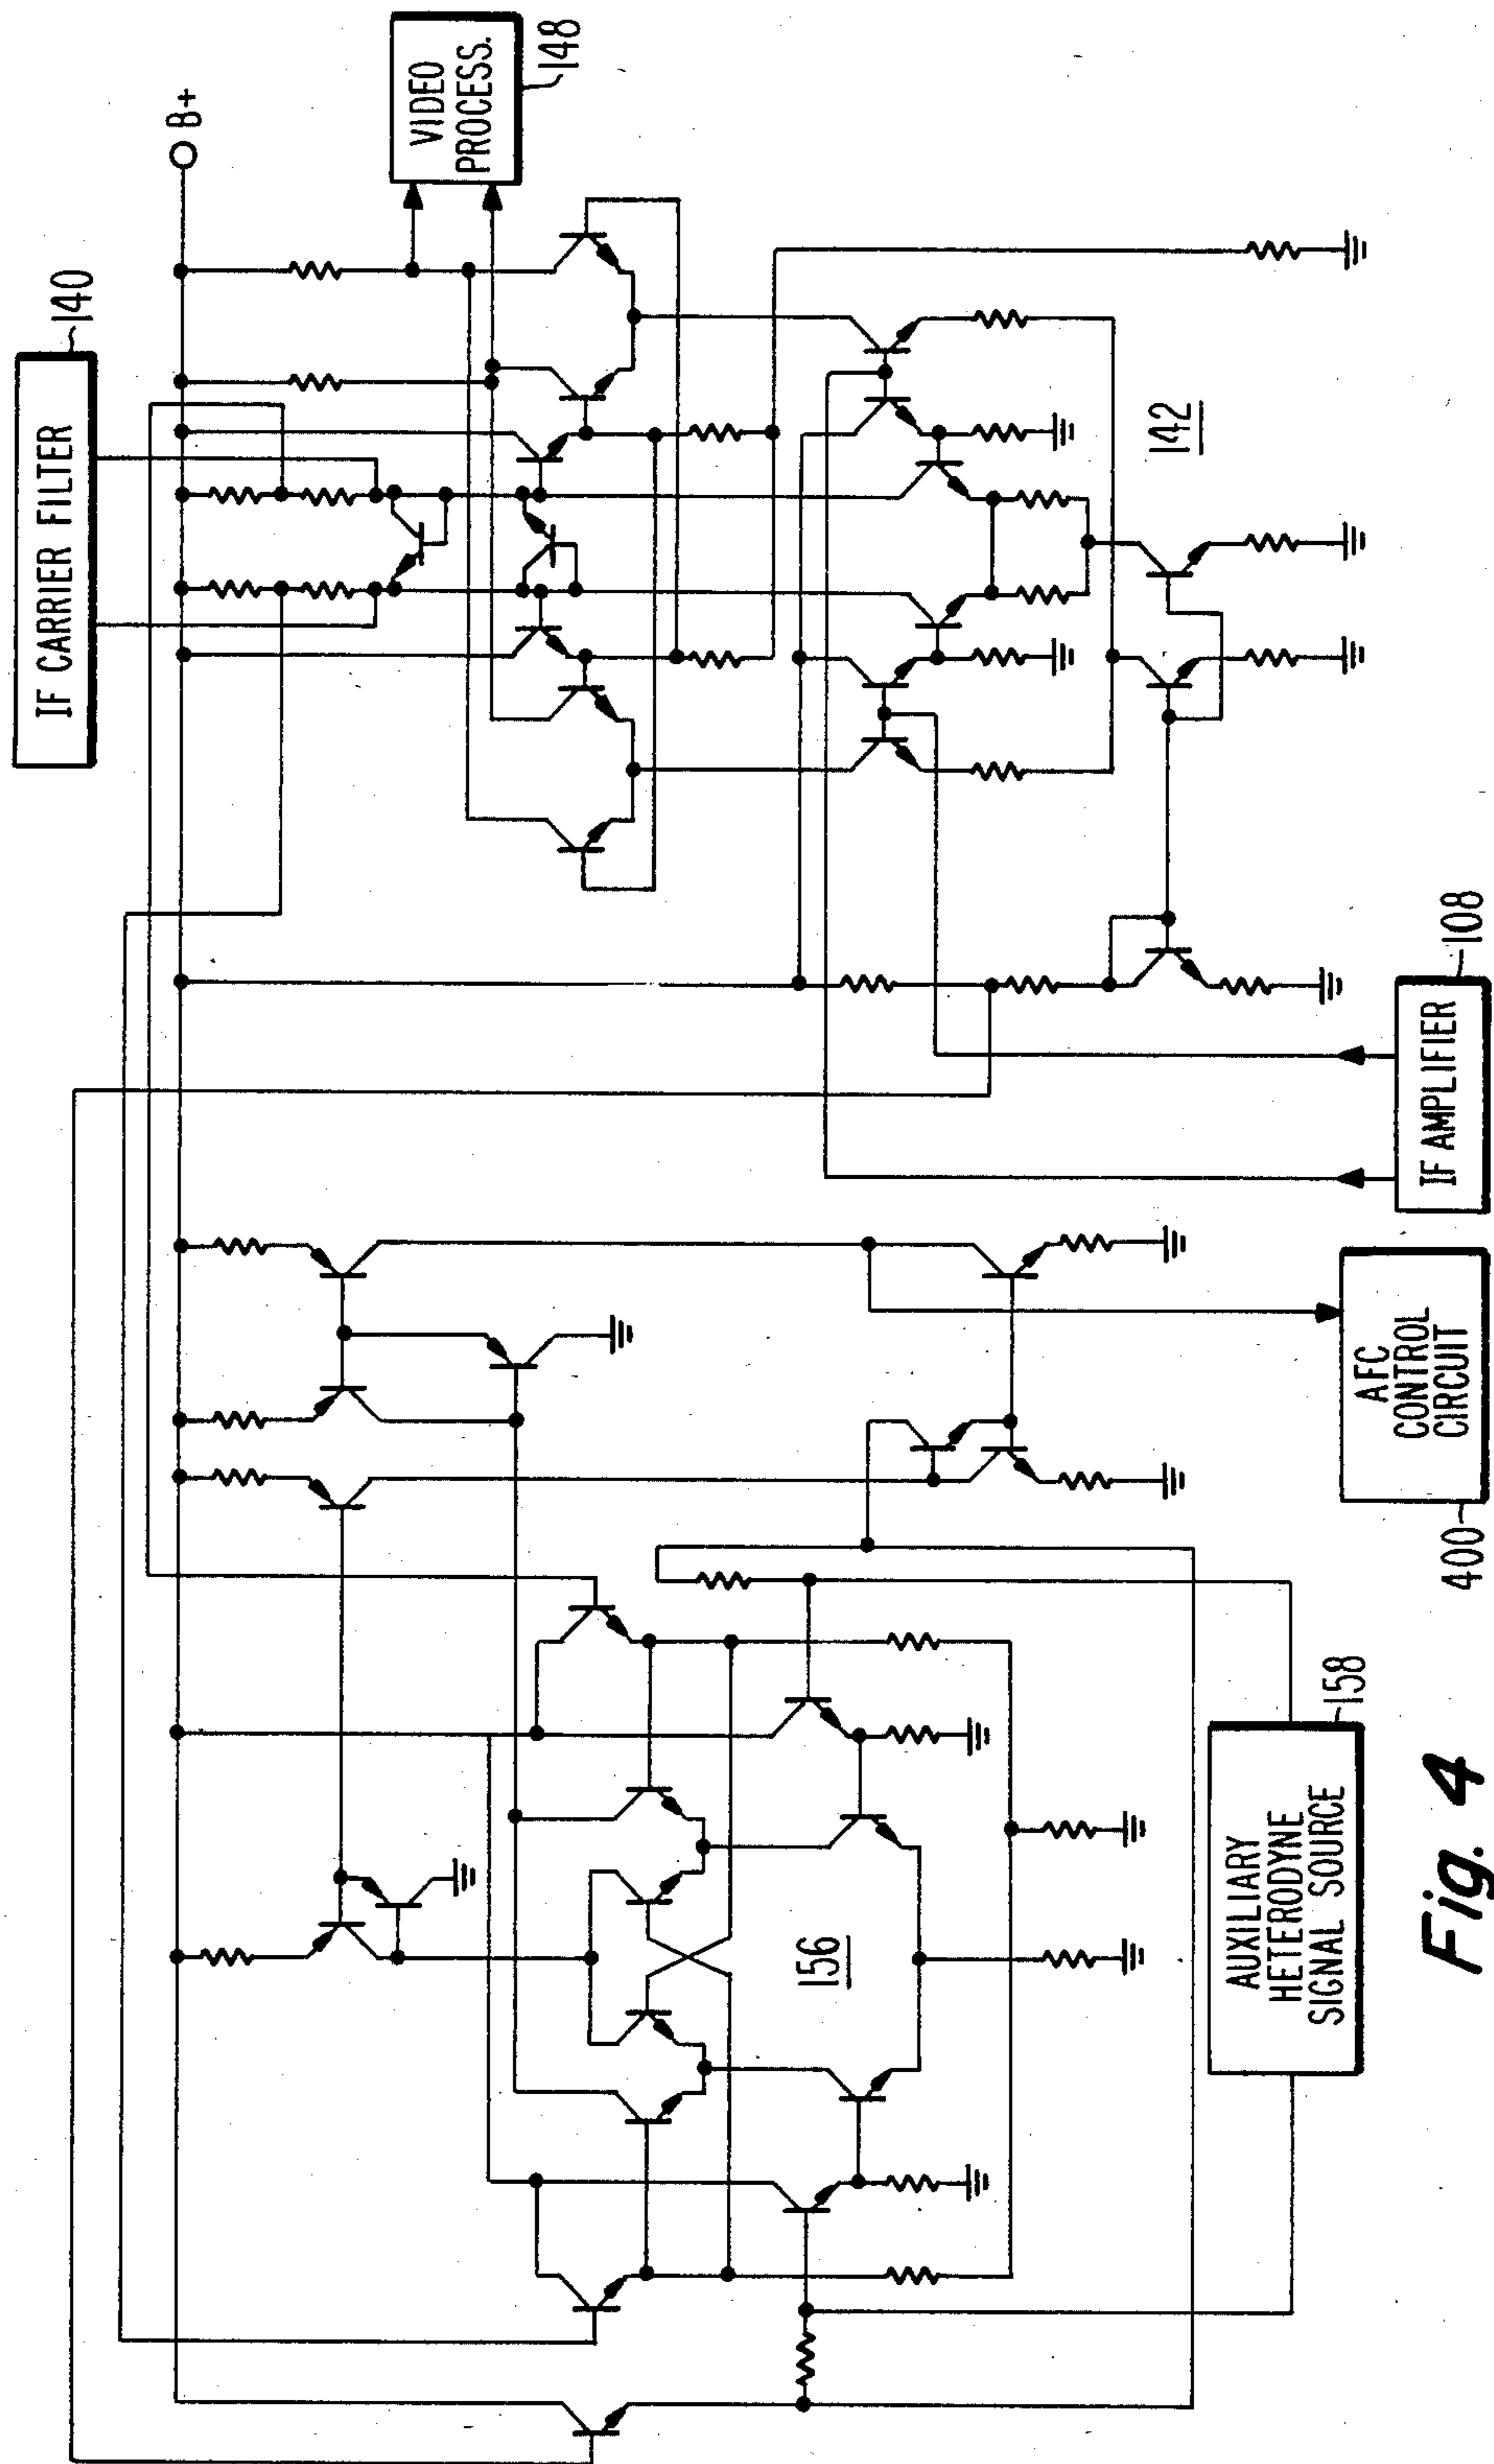 IF CARRIER FILTER
140
B+
VIDEO
PROCESS.
148
142
IF AMPLIFIER
108
AFC
CONTROL
CIRCUIT
400
156
AUXILIARY
HETERODYNE
SIGNAL SOURCE
158
Fig. 4